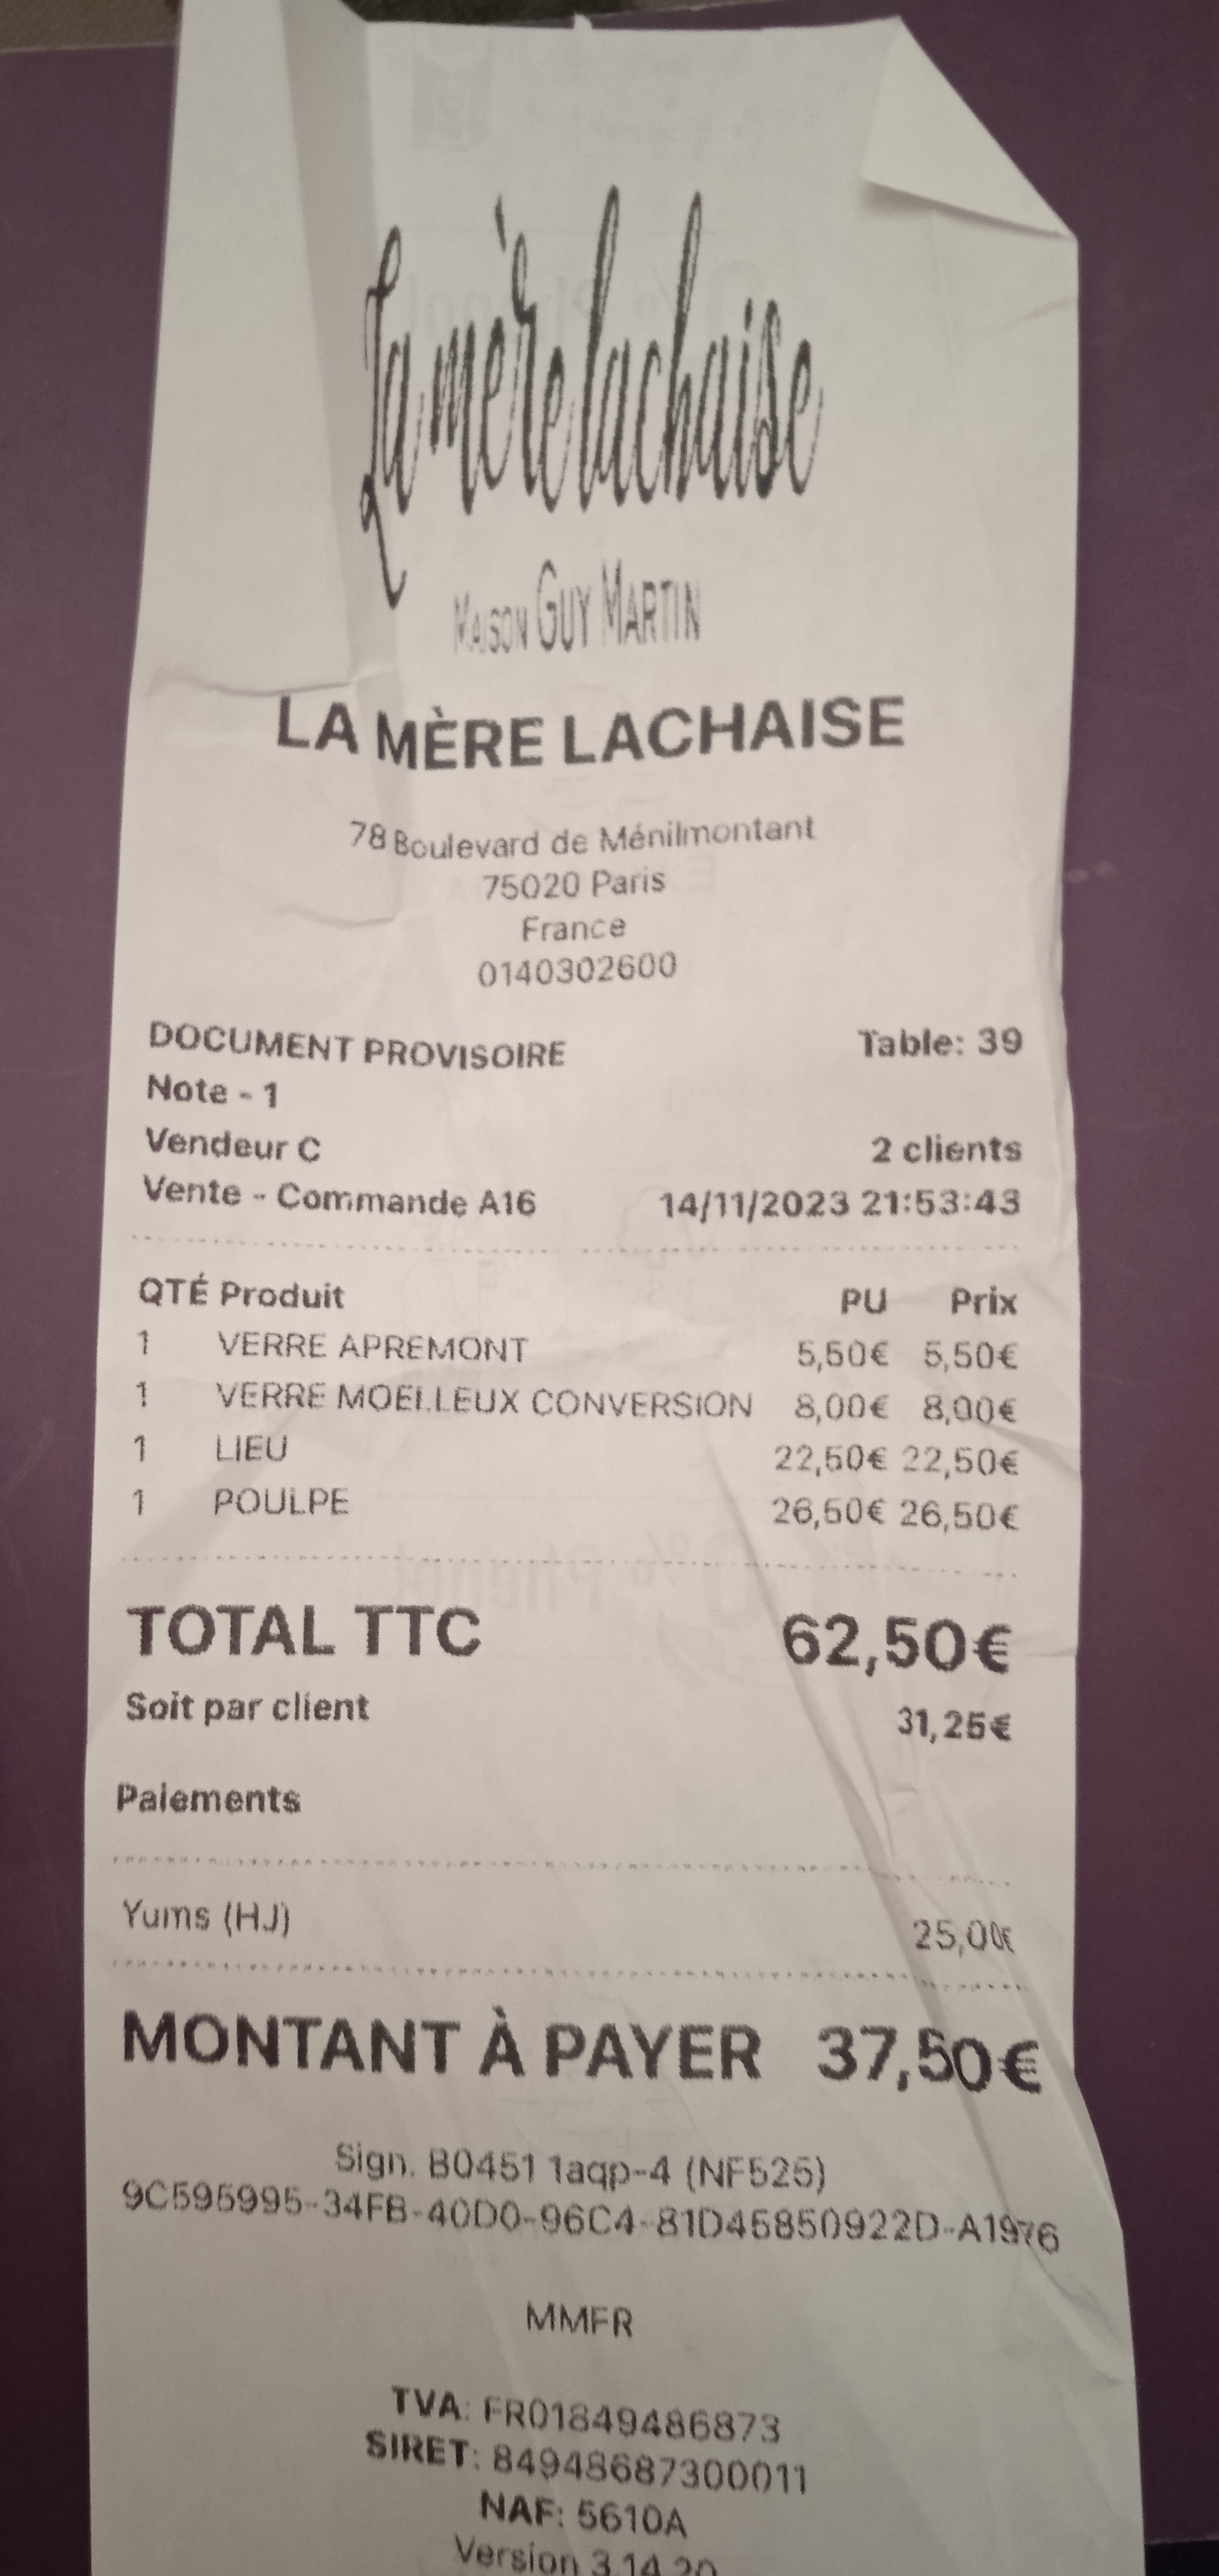 La mère lachaise
MAISON GUY MARTIN
LA MÈRE LACHAISE
78 Boulevard de Ménilmontant
75020 Paris
France
0140302600
DOCUMENT PROVISOIRE Table: 39
Note - 1
Vendeur C 2 clients
Vente - Commande A16 14/11/2023 21:53:43
QTÉ Produit PU Prix
1 VERRE APREMONT 5,50€ 5,50€
1 VERRE MOELLEUX CONVERSION 8,00€ 8,00€
1 LIEU 22,50€ 22,50€
1 POULPE 26,50€ 26,50€
TOTAL TTC 62,50€
Soit par client 31,25€
Paiements
Yums (HJ) 25,00€
MONTANT À PAYER 37,50€
Sign. B0451 1aqp-4 (NF525)
9C595995-34FB-40D0-96C4-81D45850922D-A1976
MMFR
TVA: FR01849486873
SIRET: 84948687300011
NAF: 5610A
Version 3.14.20